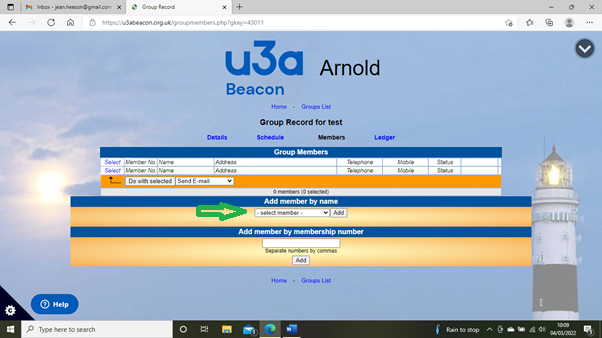 Inbox - jean.heeson@gmail.com
Group Record
https://u3abeacon.org.uk/groupmembers.php?gkey=43011
u3a Arnold
Beacon
Home - Groups List
Group Record for test
Details Schedule Members Ledger
Group Members
Select Member No. Name Address Telephone Mobile Status
Select Member No. Name Address Telephone Mobile Status
Do with selected Send E-mail
0 members (0 selected)
Add member by name
- select member - Add
Add member by membership number
Separate numbers by commas
Add
Home - Groups List
Help
Type here to search
Rain to stop
10:09
04/03/2022